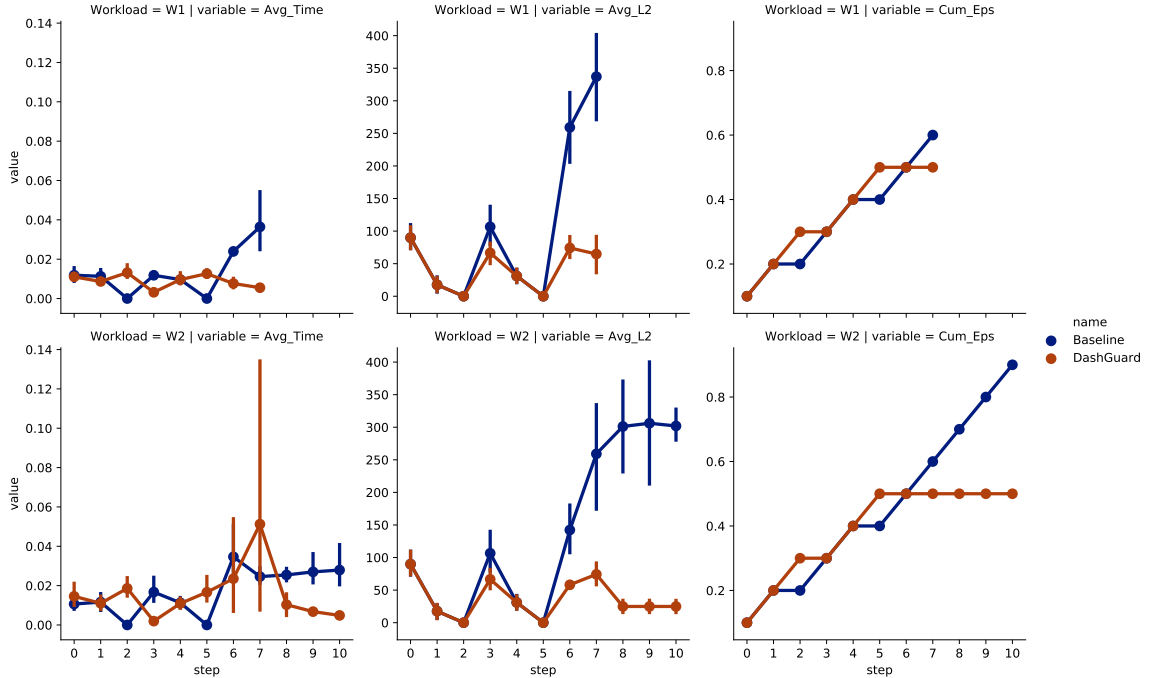 Workload = W1 | variable = Avg_Time
Workload = W1 | variable = Avg_L2
Workload = W1 | variable = Cum_Eps
0.14
0.12
0.10
0.08
0.06
0.04
0.02
0.00
value
400
350
300
250
200
150
100
50
0
0.8
0.6
0.4
0.2
Workload = W2 | variable = Avg_Time
Workload = W2 | variable = Avg_L2
Workload = W2 | variable = Cum_Eps
0.14
0.12
0.10
0.08
0.06
0.04
0.02
0.00
value
0 1 2 3 4 5 6 7 8 9 10
step
400
350
300
250
200
150
100
50
0
0 1 2 3 4 5 6 7 8 9 10
step
0.8
0.6
0.4
0.2
0 1 2 3 4 5 6 7 8 9 10
step
name
Baseline
DashGuard